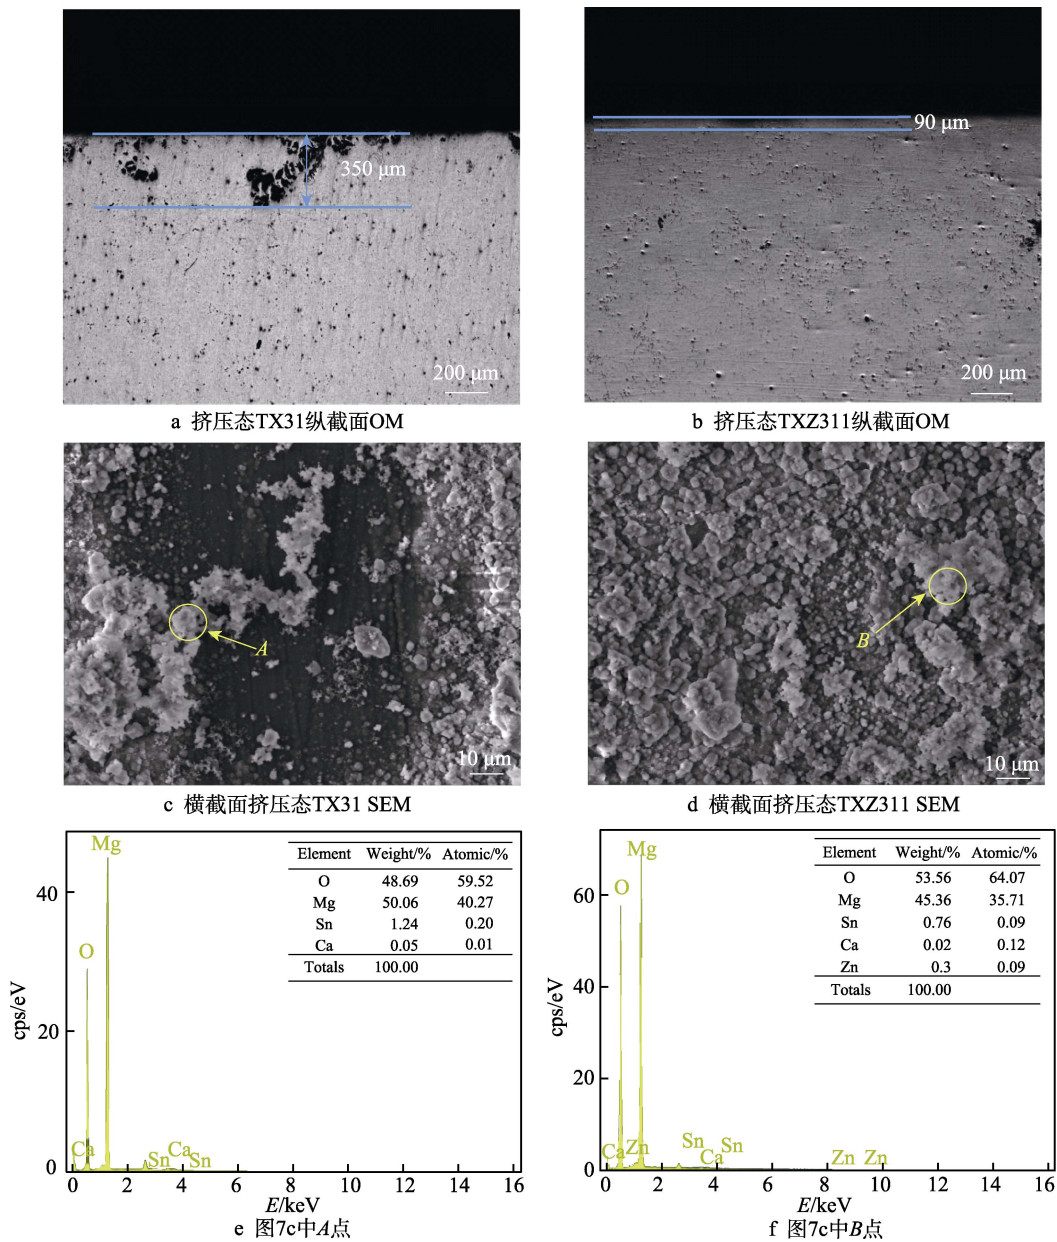 350 μm
200 μm
90 μm
200 μm
a 挤压态TX31纵截面OM
b 挤压态TXZ311纵截面OM
A
10 μm
B
10 μm
c 横截面挤压态TX31 SEM
d 横截面挤压态TXZ311 SEM
Mg
O
Ca
Sn
Ca
Sn
Element Weight/% Atomic/%
O 48.69 59.52
Mg 50.06 40.27
Sn 1.24 0.20
Ca 0.05 0.01
Totals 100.00
cps/eV
40
20
0
0 2 4 6 8 10 12 14 16
E/keV
e 图7c中A点
Mg
O
Ca
Zn
Sn
Ca
Sn
Zn
Zn
Element Weight/% Atomic/%
O 53.56 64.07
Mg 45.36 35.71
Sn 0.76 0.09
Ca 0.02 0.12
Zn 0.3 0.09
Totals 100.00
cps/eV
60
40
20
0
0 2 4 6 8 10 12 14 16
E/keV
f 图7c中B点